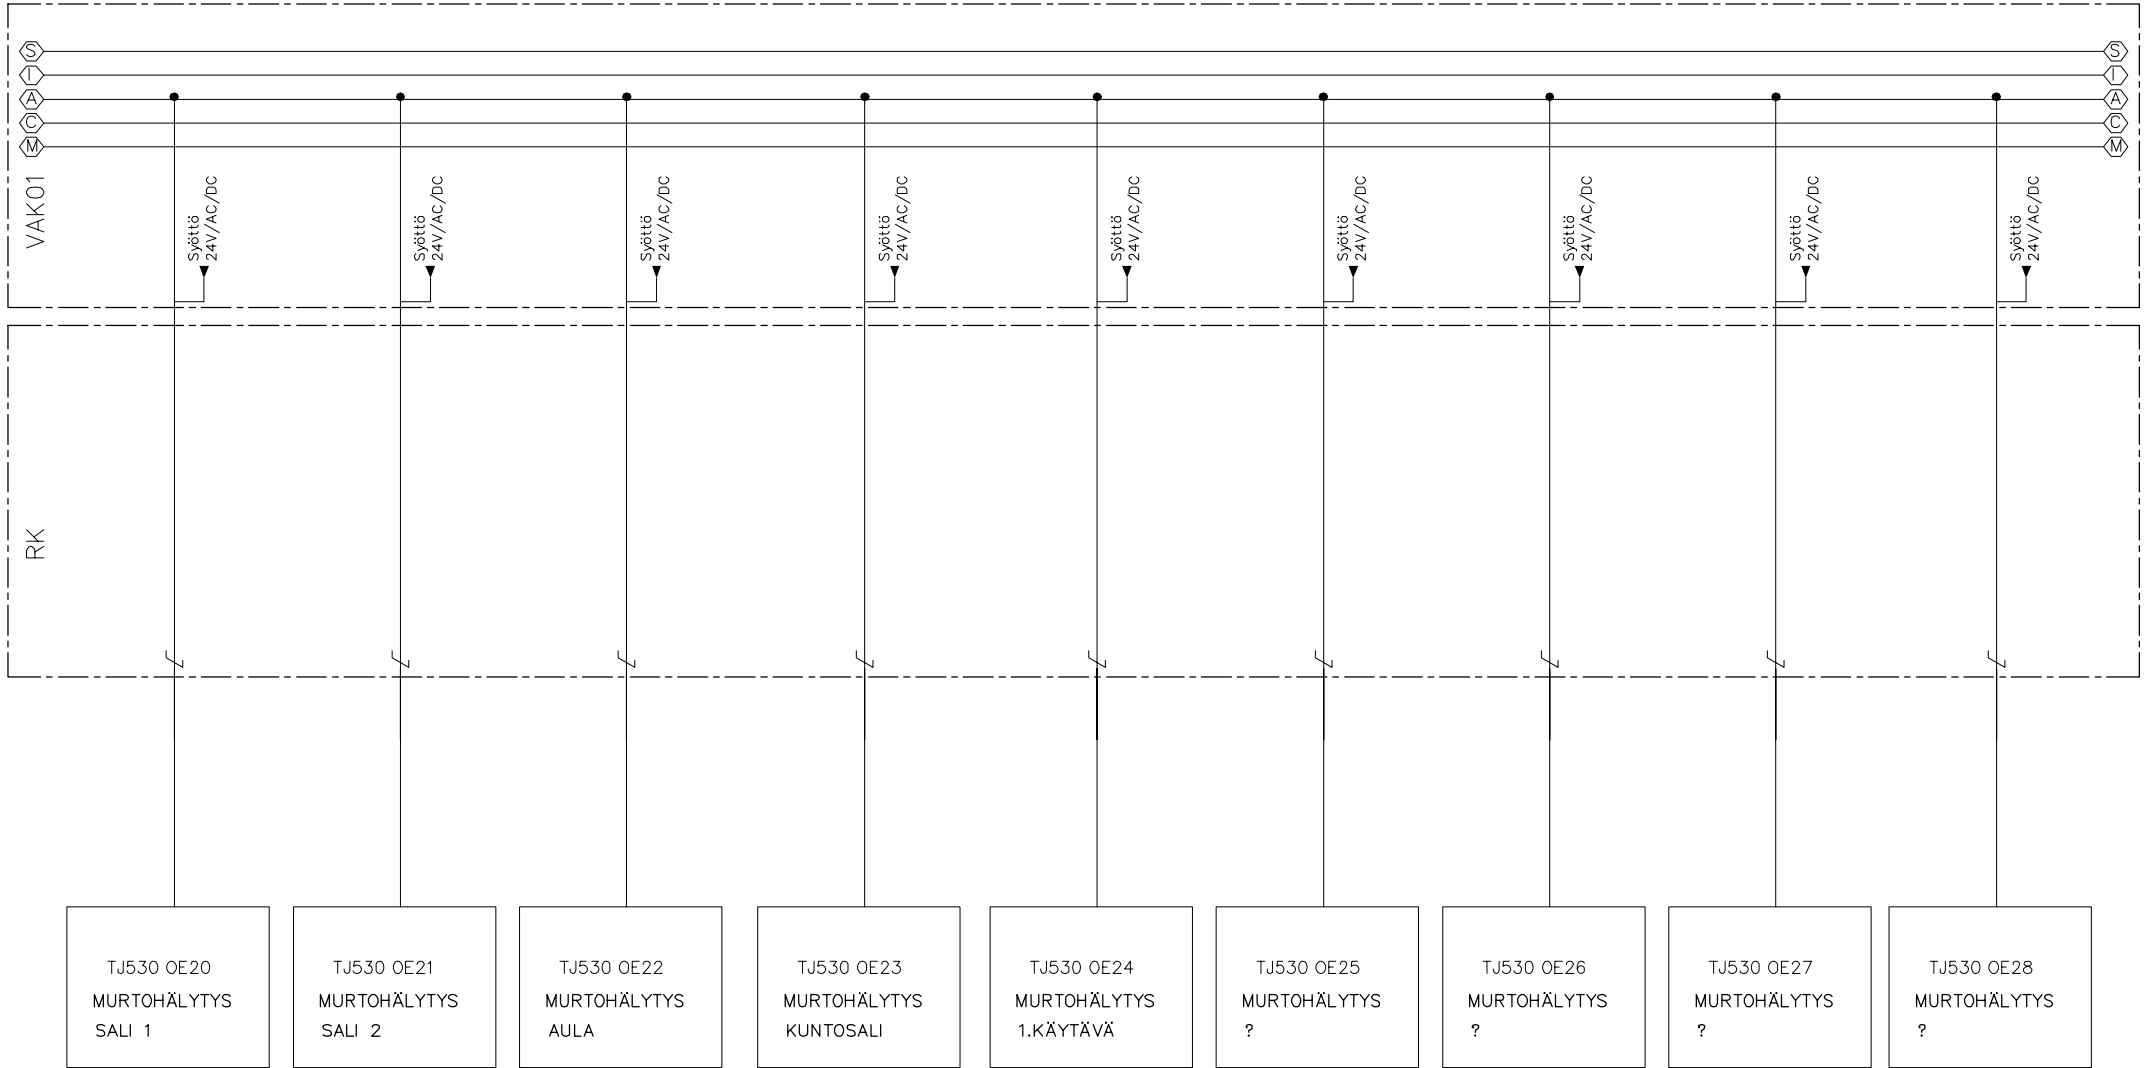 S
S
I
I
A
A
C
C
M
M
VAK01
Syöttö
24V/AC/DC
Syöttö
24V/AC/DC
Syöttö
24V/AC/DC
Syöttö
24V/AC/DC
Syöttö
24V/AC/DC
Syöttö
24V/AC/DC
Syöttö
24V/AC/DC
Syöttö
24V/AC/DC
Syöttö
24V/AC/DC
RK
TJ530 OE20
MURTOHÄLYTYS
SALI 1
TJ530 OE21
MURTOHÄLYTYS
SALI 2
TJ530 OE22
MURTOHÄLYTYS
AULA
TJ530 OE23
MURTOHÄLYTYS
KUNTOSALI
TJ530 OE24
MURTOHÄLYTYS
1.KÄYTÄVÄ
TJ530 OE25
MURTOHÄLYTYS
?
TJ530 OE26
MURTOHÄLYTYS
?
TJ530 OE27
MURTOHÄLYTYS
?
TJ530 OE28
MURTOHÄLYTYS
?